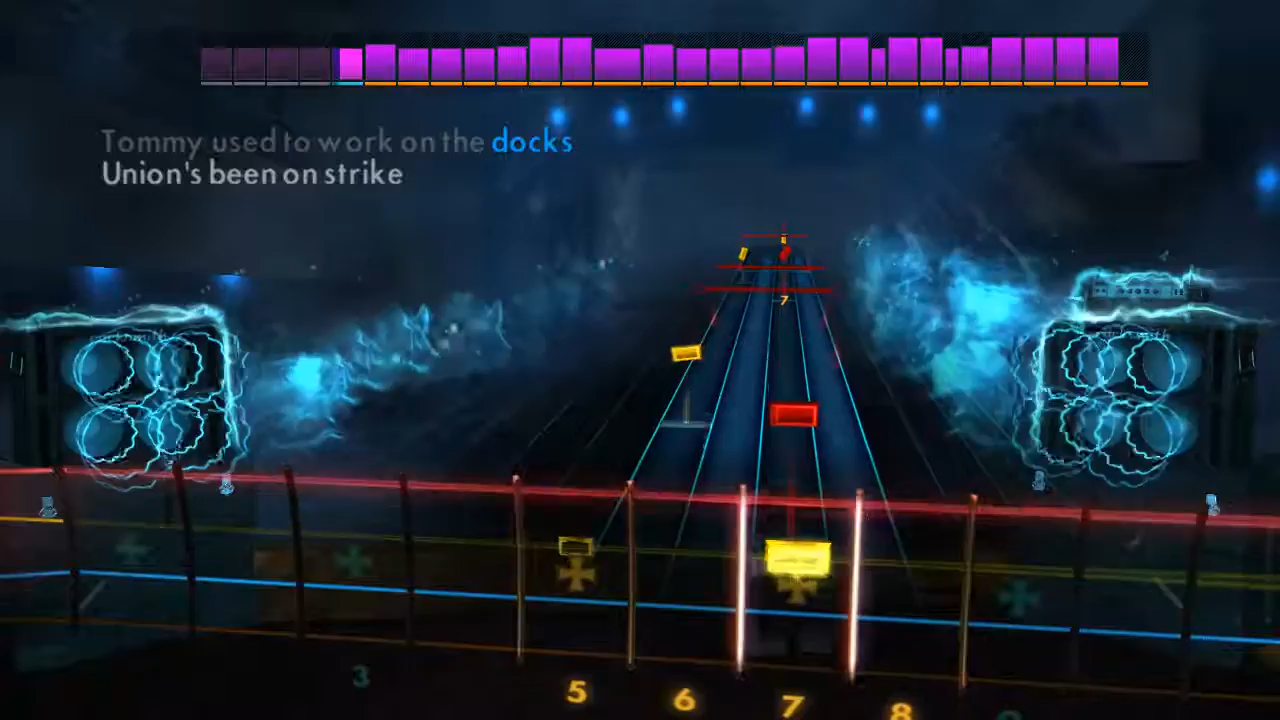 Tommy used to work on the docks
Union's been on strike
7
3 5 6 7 8